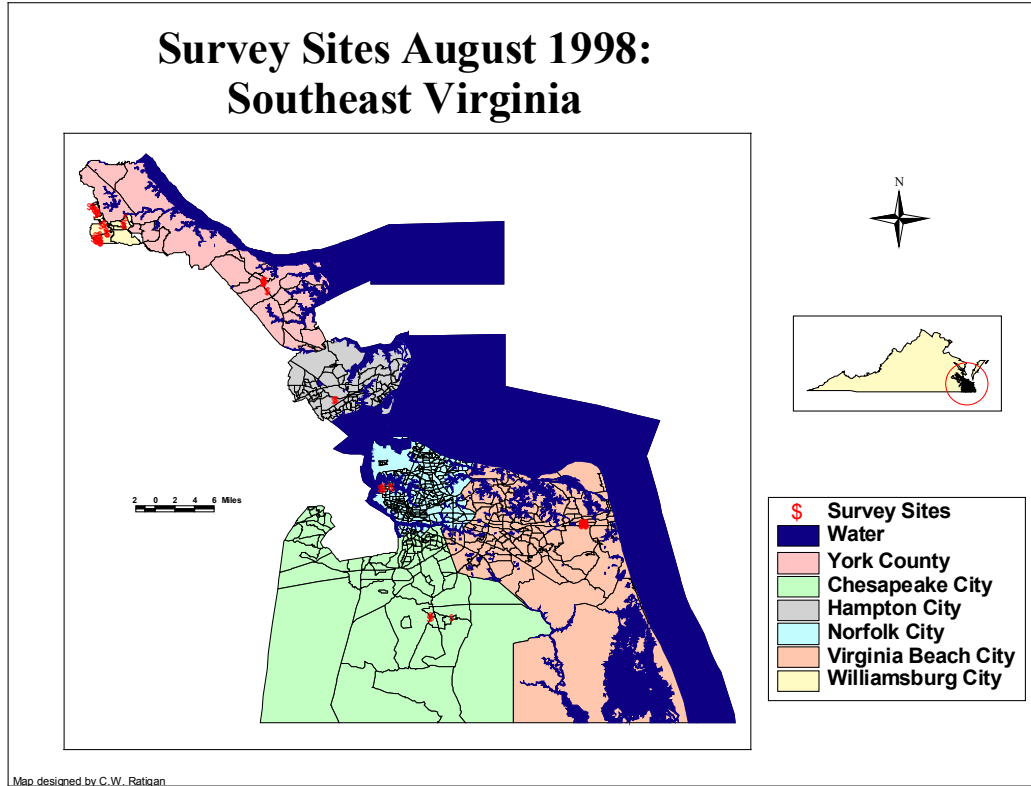 Survey Sites August 1998:
Southeast Virginia
N
2 0 2 4 6 Miles
$ Survey Sites
Water
York County
Chesapeake City
Hampton City
Norfolk City
Virginia Beach City
Williamsburg City
Map designed by C.W. Ratigan